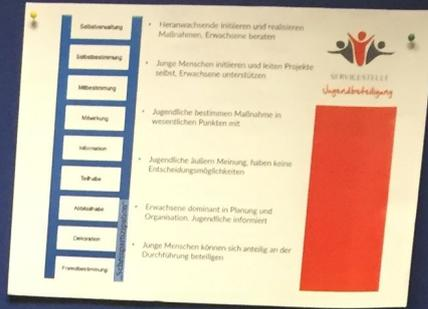 Selbstverwaltung
Selbstbestimmung
Mitbestimmung
Mitwirkung
Information
Teilhabe
Alibiteilhabe
Dekoration
Fremdbestimmung
Scheinpartizipation
• Heranwachsende initiieren und realisieren
Maßnahmen, Erwachsene beraten
• Junge Menschen initiieren und leiten Projekte
selbst, Erwachsene unterstützen
• Jugendliche bestimmen Maßnahme in
wesentlichen Punkten mit
• Jugendliche äußern Meinung, haben keine
Entscheidungsmöglichkeiten
• Erwachsene dominant in Planung und
Organisation, Jugendliche informiert
• Junge Menschen können sich anteilig an der
Durchführung beteiligen
SERVICESTELLE
Jugendbeteiligung